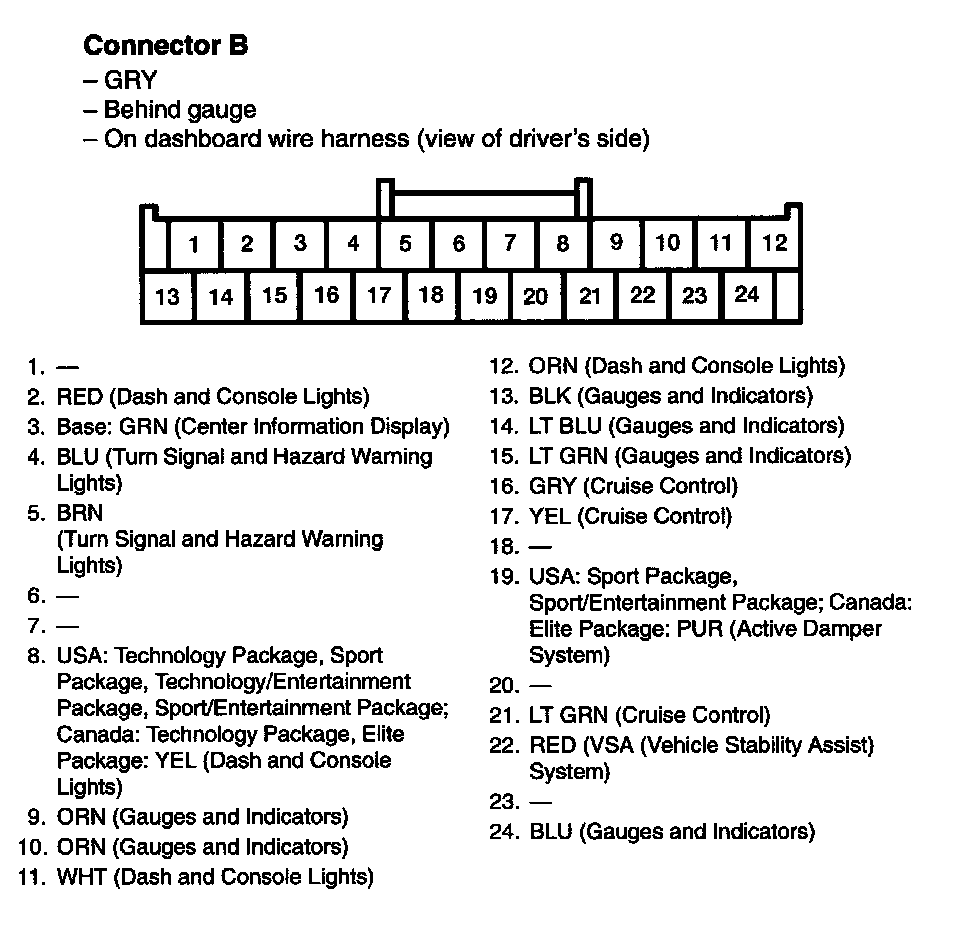 Connector B
– GRY
– Behind gauge
– On dashboard wire harness (view of driver's side)
1 2 3 4 5 6 7 8 9 10 11 12
13 14 15 16 17 18 19 20 21 22 23 24
1. —
2. RED (Dash and Console Lights)
3. Base: GRN (Center Information Display)
4. BLU (Turn Signal and Hazard Warning
Lights)
5. BRN
(Turn Signal and Hazard Warning
Lights)
6. —
7. —
8. USA: Technology Package, Sport
Package, Technology/Entertainment
Package, Sport/Entertainment Package;
Canada: Technology Package, Elite
Package: YEL (Dash and Console
Lights)
9. ORN (Gauges and Indicators)
10. ORN (Gauges and Indicators)
11. WHT (Dash and Console Lights)
12. ORN (Dash and Console Lights)
13. BLK (Gauges and Indicators)
14. LT BLU (Gauges and Indicators)
15. LT GRN (Gauges and Indicators)
16. GRY (Cruise Control)
17. YEL (Cruise Control)
18. —
19. USA: Sport Package,
Sport/Entertainment Package; Canada:
Elite Package: PUR (Active Damper
System)
20. —
21. LT GRN (Cruise Control)
22. RED (VSA (Vehicle Stability Assist)
System)
23. —
24. BLU (Gauges and Indicators)